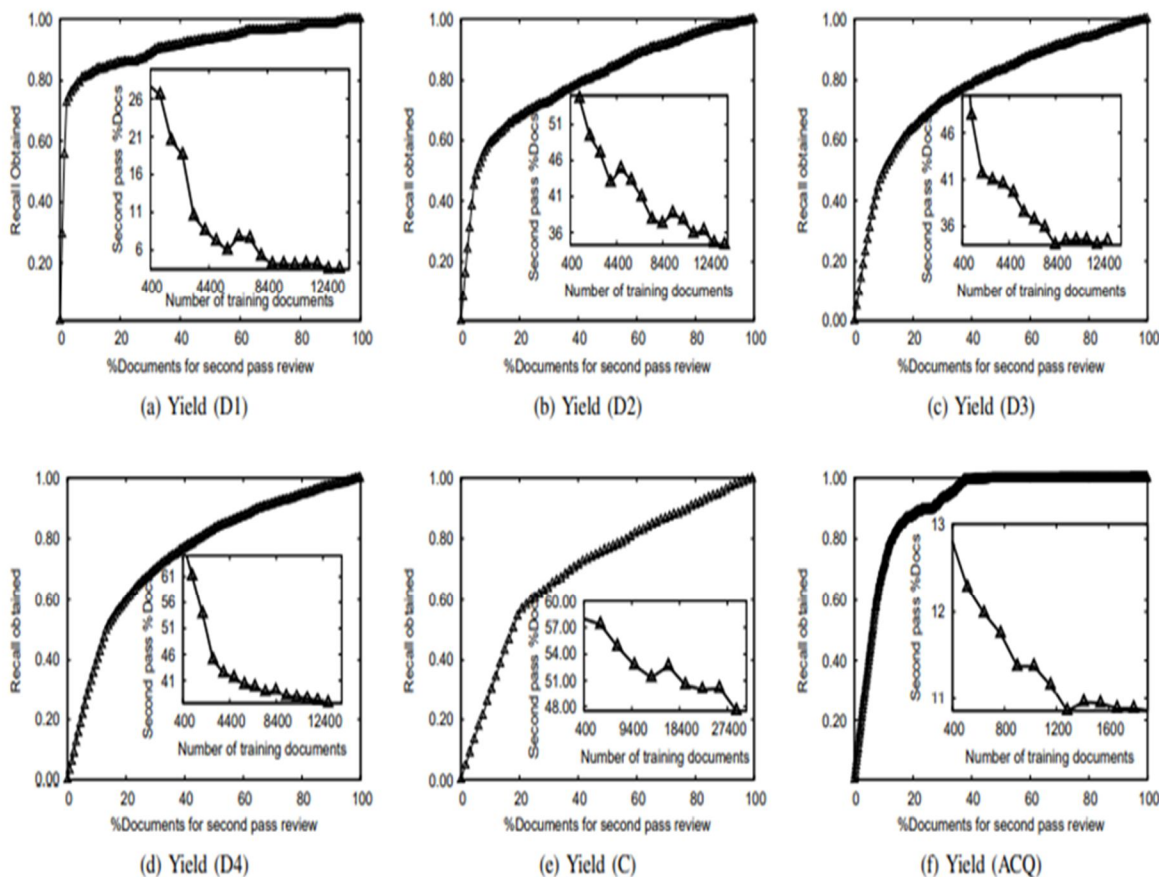 1.00
0.80
0.60
0.40
0.20
Recall Obtained
26
21
16
11
6
Second pass %Docs
400 4400 8400 12400
Number of training documents
0 20 40 60 80 100
%Documents for second pass review
(a) Yield (D1)
1.00
0.80
0.60
0.40
0.20
0.00
Recall obtained
51
46
41
36
Second pass %Docs
400 4400 8400 12400
Number of training documents
0 20 40 60 80 100
%Documents for second pass review
(b) Yield (D2)
1.00
0.80
0.60
0.40
0.20
0.00
Recall obtained
46
41
36
Second pass %Docs
400 4400 8400 12400
Number of training documents
0 20 40 60 80 100
%Documents for second pass review
(c) Yield (D3)
1.00
0.80
0.60
0.40
0.20
0.00
Recall obtained
61
56
51
46
41
Second pass %Docs
400 4400 8400 12400
Number of training documents
0 20 40 60 80 100
%Documents for second pass review
(d) Yield (D4)
1.00
0.80
0.60
0.40
0.20
0.00
Recall obtained
60.00
57.00
54.00
51.00
48.00
Second pass %Docs
400 9400 18400 27400
Number of training documents
0 20 40 60 80 100
%Documents for second pass review
(e) Yield (C)
1.00
0.80
0.60
0.40
0.20
0.00
Recall obtained
13
12
11
Second pass %Docs
400 800 1200 1600
Number of training documents
0 20 40 60 80 100
%Documents for second pass review
(f) Yield (ACQ)